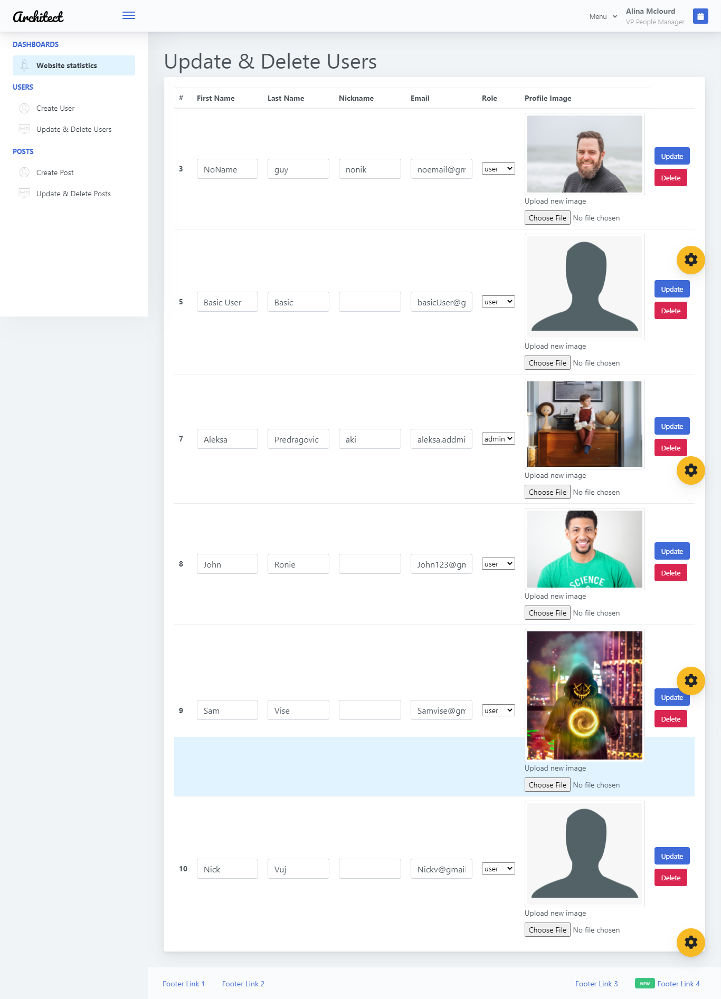 Architect
Menu
Alina Mclourd
VP People Manager
DASHBOARDS
Website statistics
USERS
Create User
Update & Delete Users
POSTS
Create Post
Update & Delete Posts
Update & Delete Users
# First Name Last Name Nickname Email Role Profile Image
3 NoName guy nonik noemail@gm user
Update
Delete
Upload new image
Choose File No file chosen
5 Basic User Basic basicUser@g user
Update
Delete
Upload new image
Choose File No file chosen
7 Aleksa Predragovic aki aleksa.addmi admin
Update
Delete
Upload new image
Choose File No file chosen
8 John Ronie John123@gm user
SCIENCE
Update
Delete
Upload new image
Choose File No file chosen
9 Sam Vise Samvise@gm user
Update
Delete
Upload new image
Choose File No file chosen
10 Nick Vuj Nickv@gmai user
Update
Delete
Upload new image
Choose File No file chosen
Footer Link 1 Footer Link 2 Footer Link 3 NEW Footer Link 4